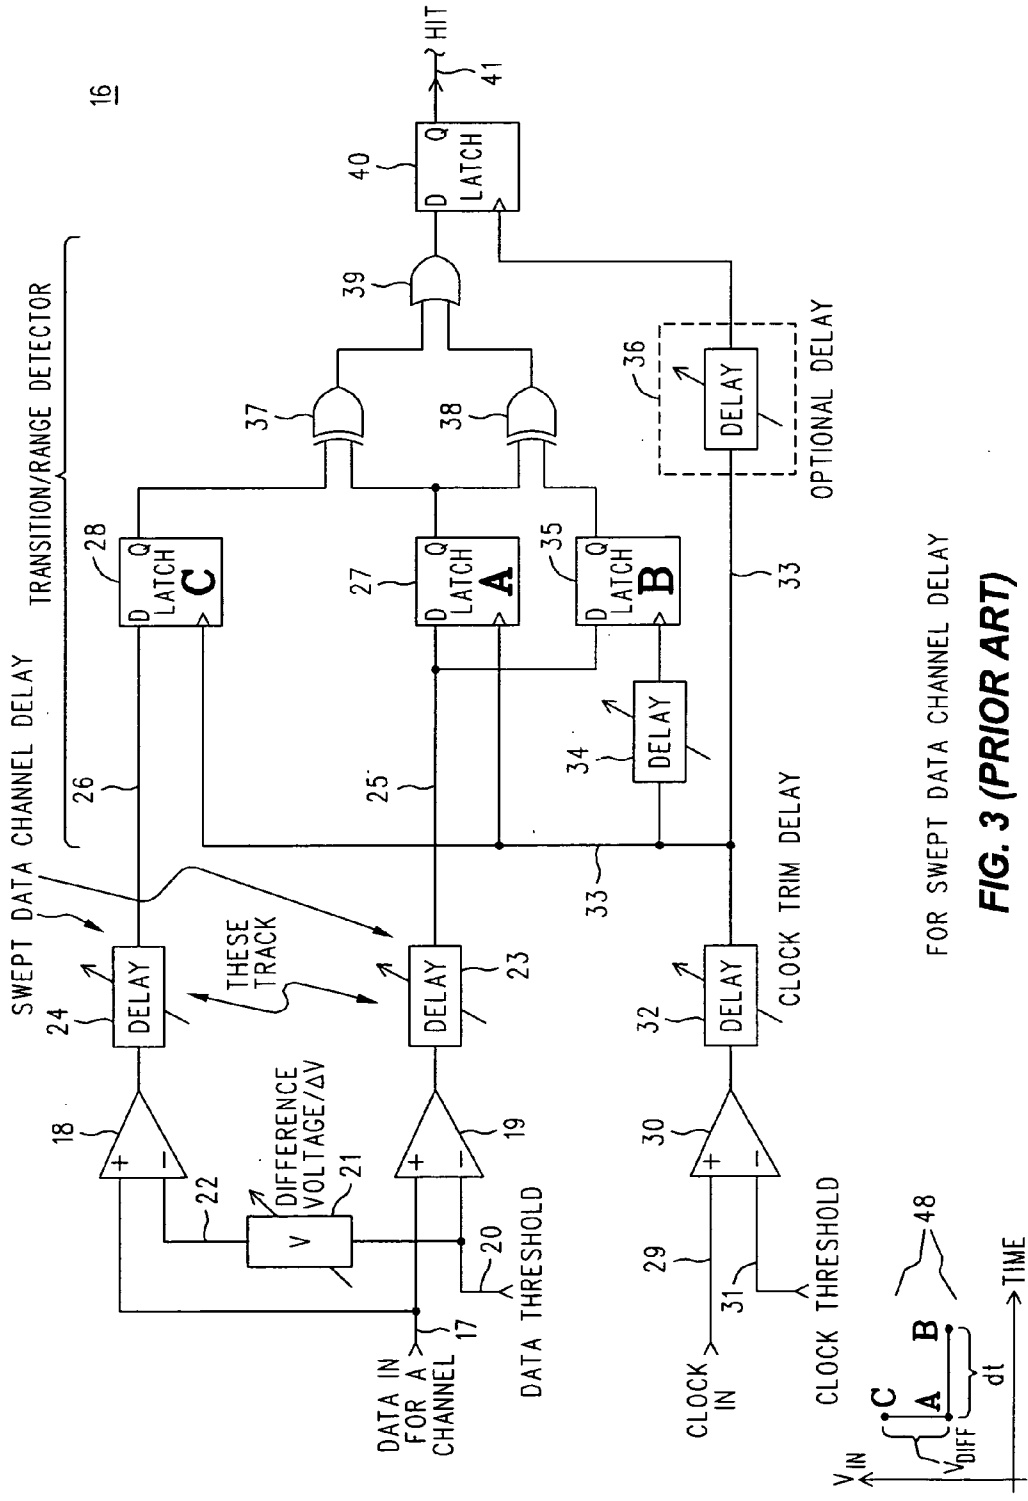 16
TRANSITION/RANGE DETECTOR
SWEPT DATA CHANNEL DELAY
18
+
−
24
DELAY
26
28
D
Q
LATCH
C
37
22
DIFFERENCE
VOLTAGE/ΔV
V
21
THESE
TRACK
39
40
D
Q
LATCH
41
HIT
DATA IN
FOR A
CHANNEL
17
+
−
19
DELAY
23
25
27
D
Q
LATCH
A
38
20
DATA THRESHOLD
34
DELAY
35
D
Q
LATCH
B
36
DELAY
OPTIONAL DELAY
CLOCK
IN
29
30
+
−
31
CLOCK THRESHOLD
32
DELAY
CLOCK TRIM DELAY
33
33
VIN
VDIFF
C
A
B
dt
48
TIME
FOR SWEPT DATA CHANNEL DELAY
FIG. 3 (PRIOR ART)